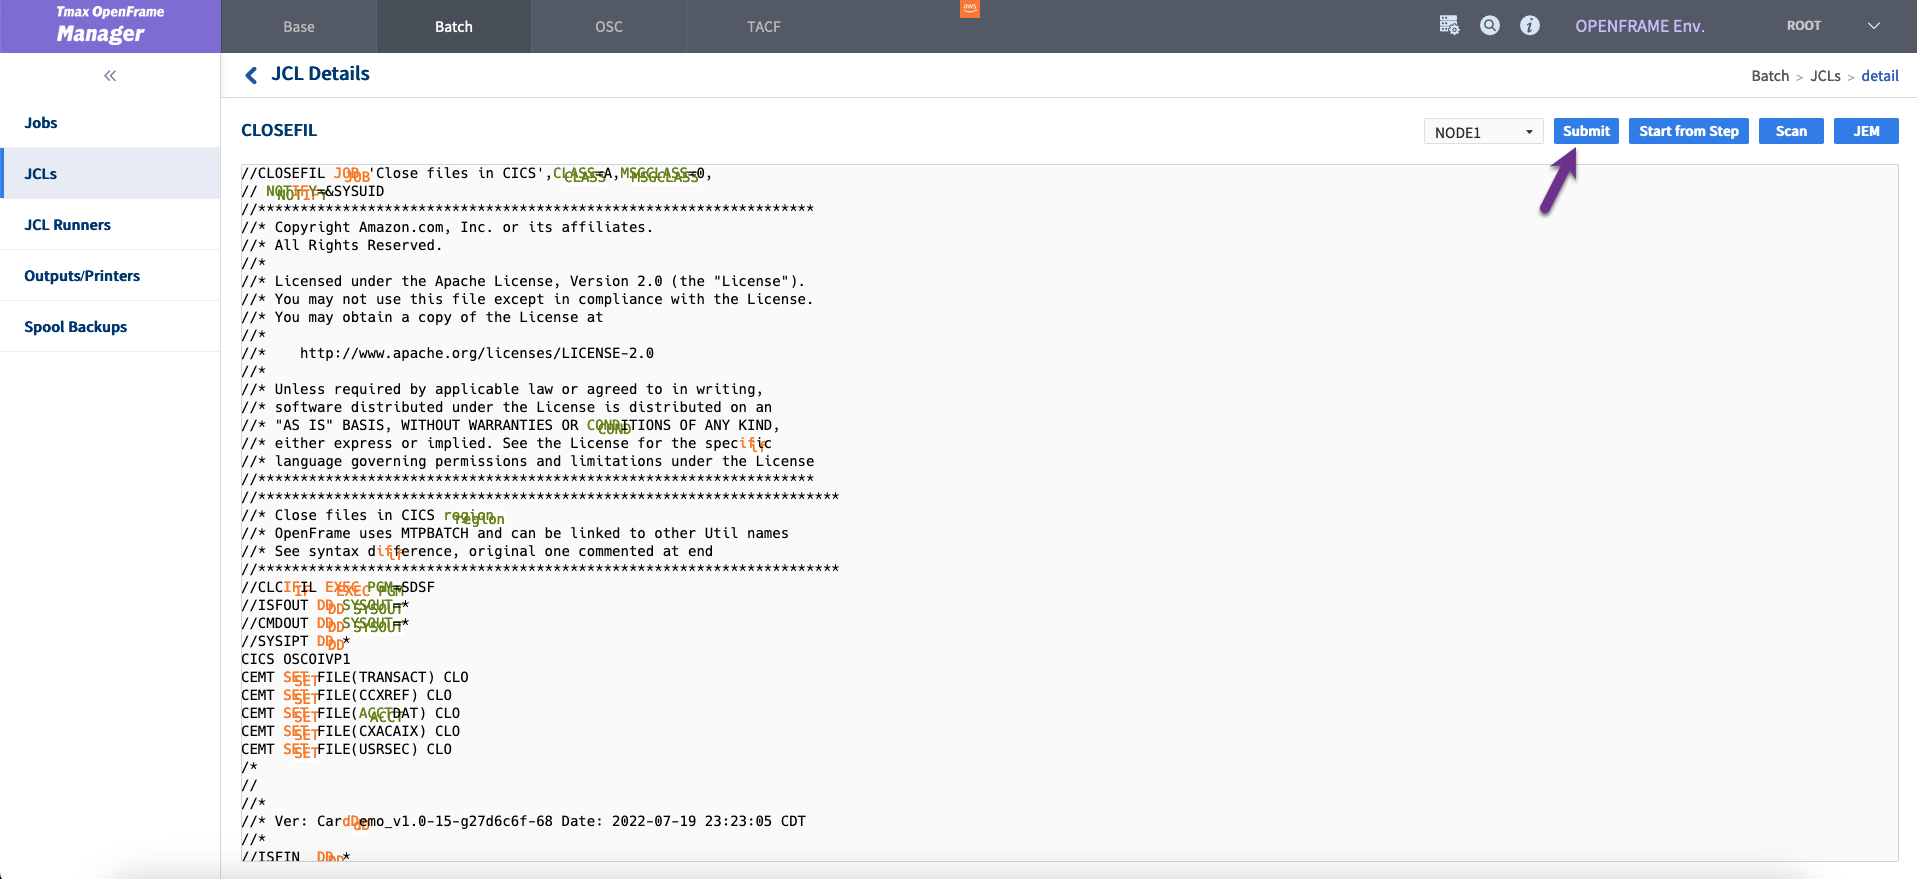 Tmax OpenFrame
Manager
Base
Batch
OSC
TACF
aws
OPENFRAME Env.
ROOT
JCL Details
Batch > JCLs > detail
Jobs
JCLs
JCL Runners
Outputs/Printers
Spool Backups
CLOSEFIL
NODE1
Submit
Start from Step
Scan
JEM
//CLOSEFIL JOB 'Close files in CICS',CLASS=A,MSGCLASS=0,
// NOTIFY=&SYSUID
//******************************************************************
//* Copyright Amazon.com, Inc. or its affiliates.
//* All Rights Reserved.
//*
//* Licensed under the Apache License, Version 2.0 (the "License").
//* You may not use this file except in compliance with the License.
//* You may obtain a copy of the License at
//*
//*    http://www.apache.org/licenses/LICENSE-2.0
//*
//* Unless required by applicable law or agreed to in writing,
//* software distributed under the License is distributed on an
//* "AS IS" BASIS, WITHOUT WARRANTIES OR CONDITIONS OF ANY KIND,
//* either express or implied. See the License for the specific
//* language governing permissions and limitations under the License
//******************************************************************
//*********************************************************************
//* Close files in CICS region
//* OpenFrame uses MTPBATCH and can be linked to other Util names
//* See syntax difference, original one commented at end
//*********************************************************************
//CLCIFIL EXEC PGM=SDSF
//ISFOUT DD SYSOUT=*
//CMDOUT DD SYSOUT=*
//SYSIPT DD *
CICS OSCOIVP1
CEMT SET FILE(TRANSACT) CLO
CEMT SET FILE(CCXREF) CLO
CEMT SET FILE(ACCTDAT) CLO
CEMT SET FILE(CXACAIX) CLO
CEMT SET FILE(USRSEC) CLO
/*
//
//*
//* Ver: CardDemo_v1.0-15-g27d6c6f-68 Date: 2022-07-19 23:23:05 CDT
//*
//ISFIN  DD *